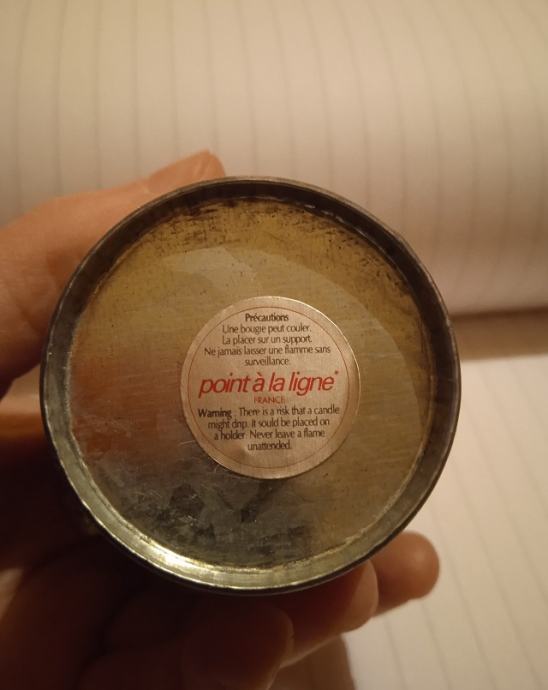 Précautions
Une bougie peut couler.
La placer sur un support.
Ne jamais laisser une flamme sans
surveillance.
point à la ligne*
FRANCE
Warning : There is a risk that a candle
might drip. It sould be placed on
a holder. Never leave a flame
unattended.